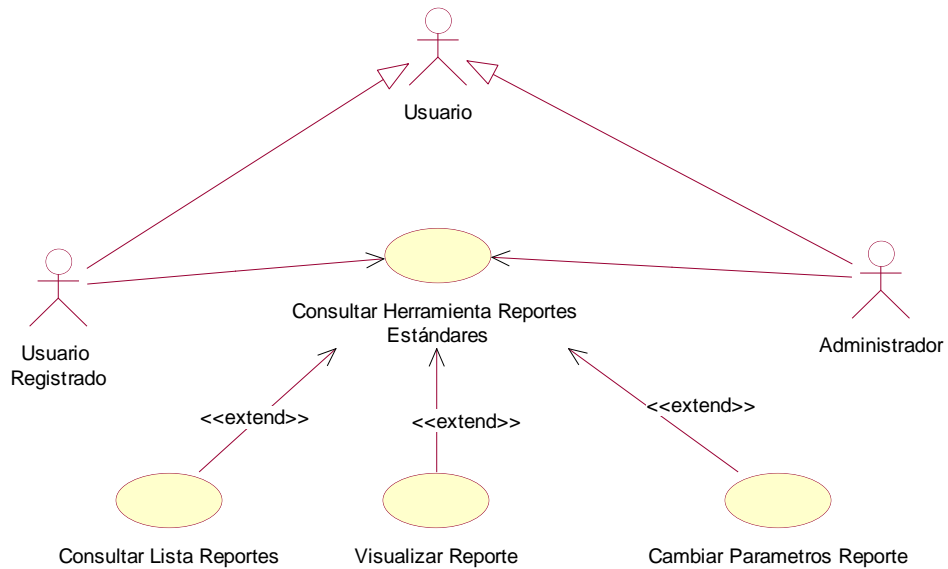 Usuario
Consultar Herramienta Reportes
Estándares
Usuario
Registrado
Administrador
<<extend>>
<<extend>>
<<extend>>
Consultar Lista Reportes
Visualizar Reporte
Cambiar Parametros Reporte